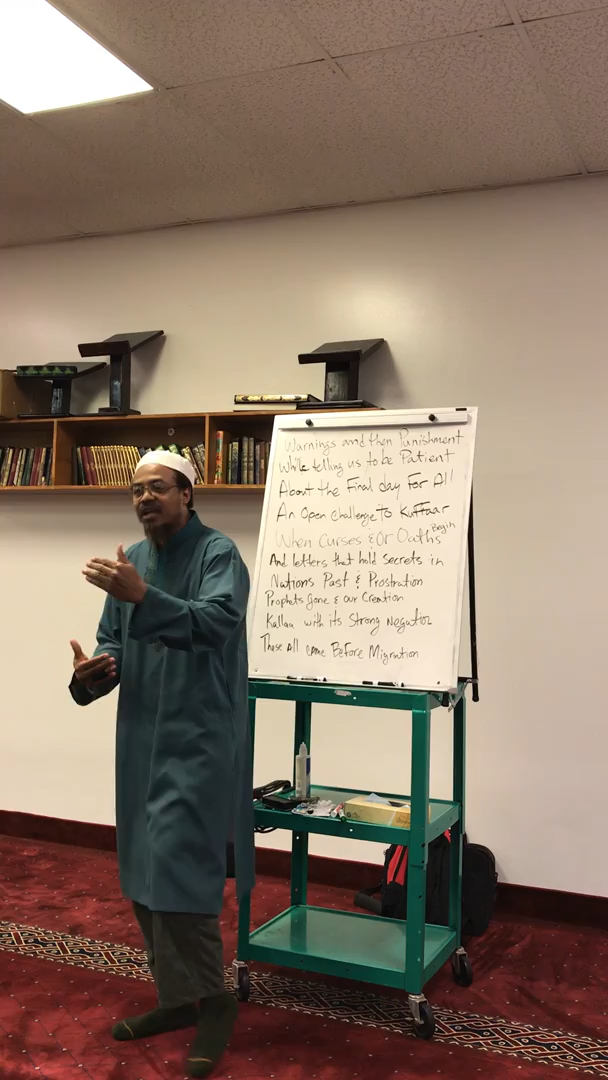 Warnings and then Punishment
While telling us to be Patient
About the Final day For All
An Open Challenge To Kuffaar
When Curses &/Or Oaths Begin
And letters that hold secrets in
Nations Past & Prostration
Prophets gone & our Creation
Kallaa with its Strong Negation
These All came Before Migration